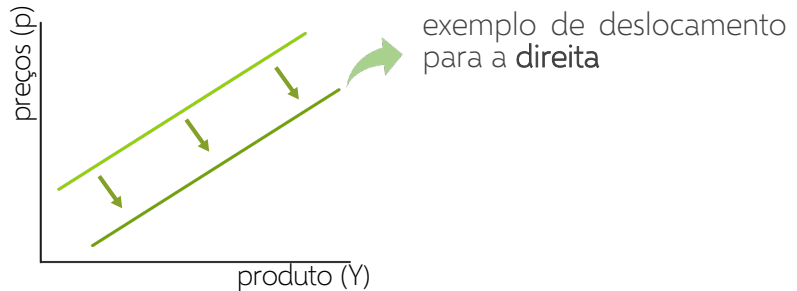 preços (p)
exemplo de deslocamento
para a direita
produto (Y)